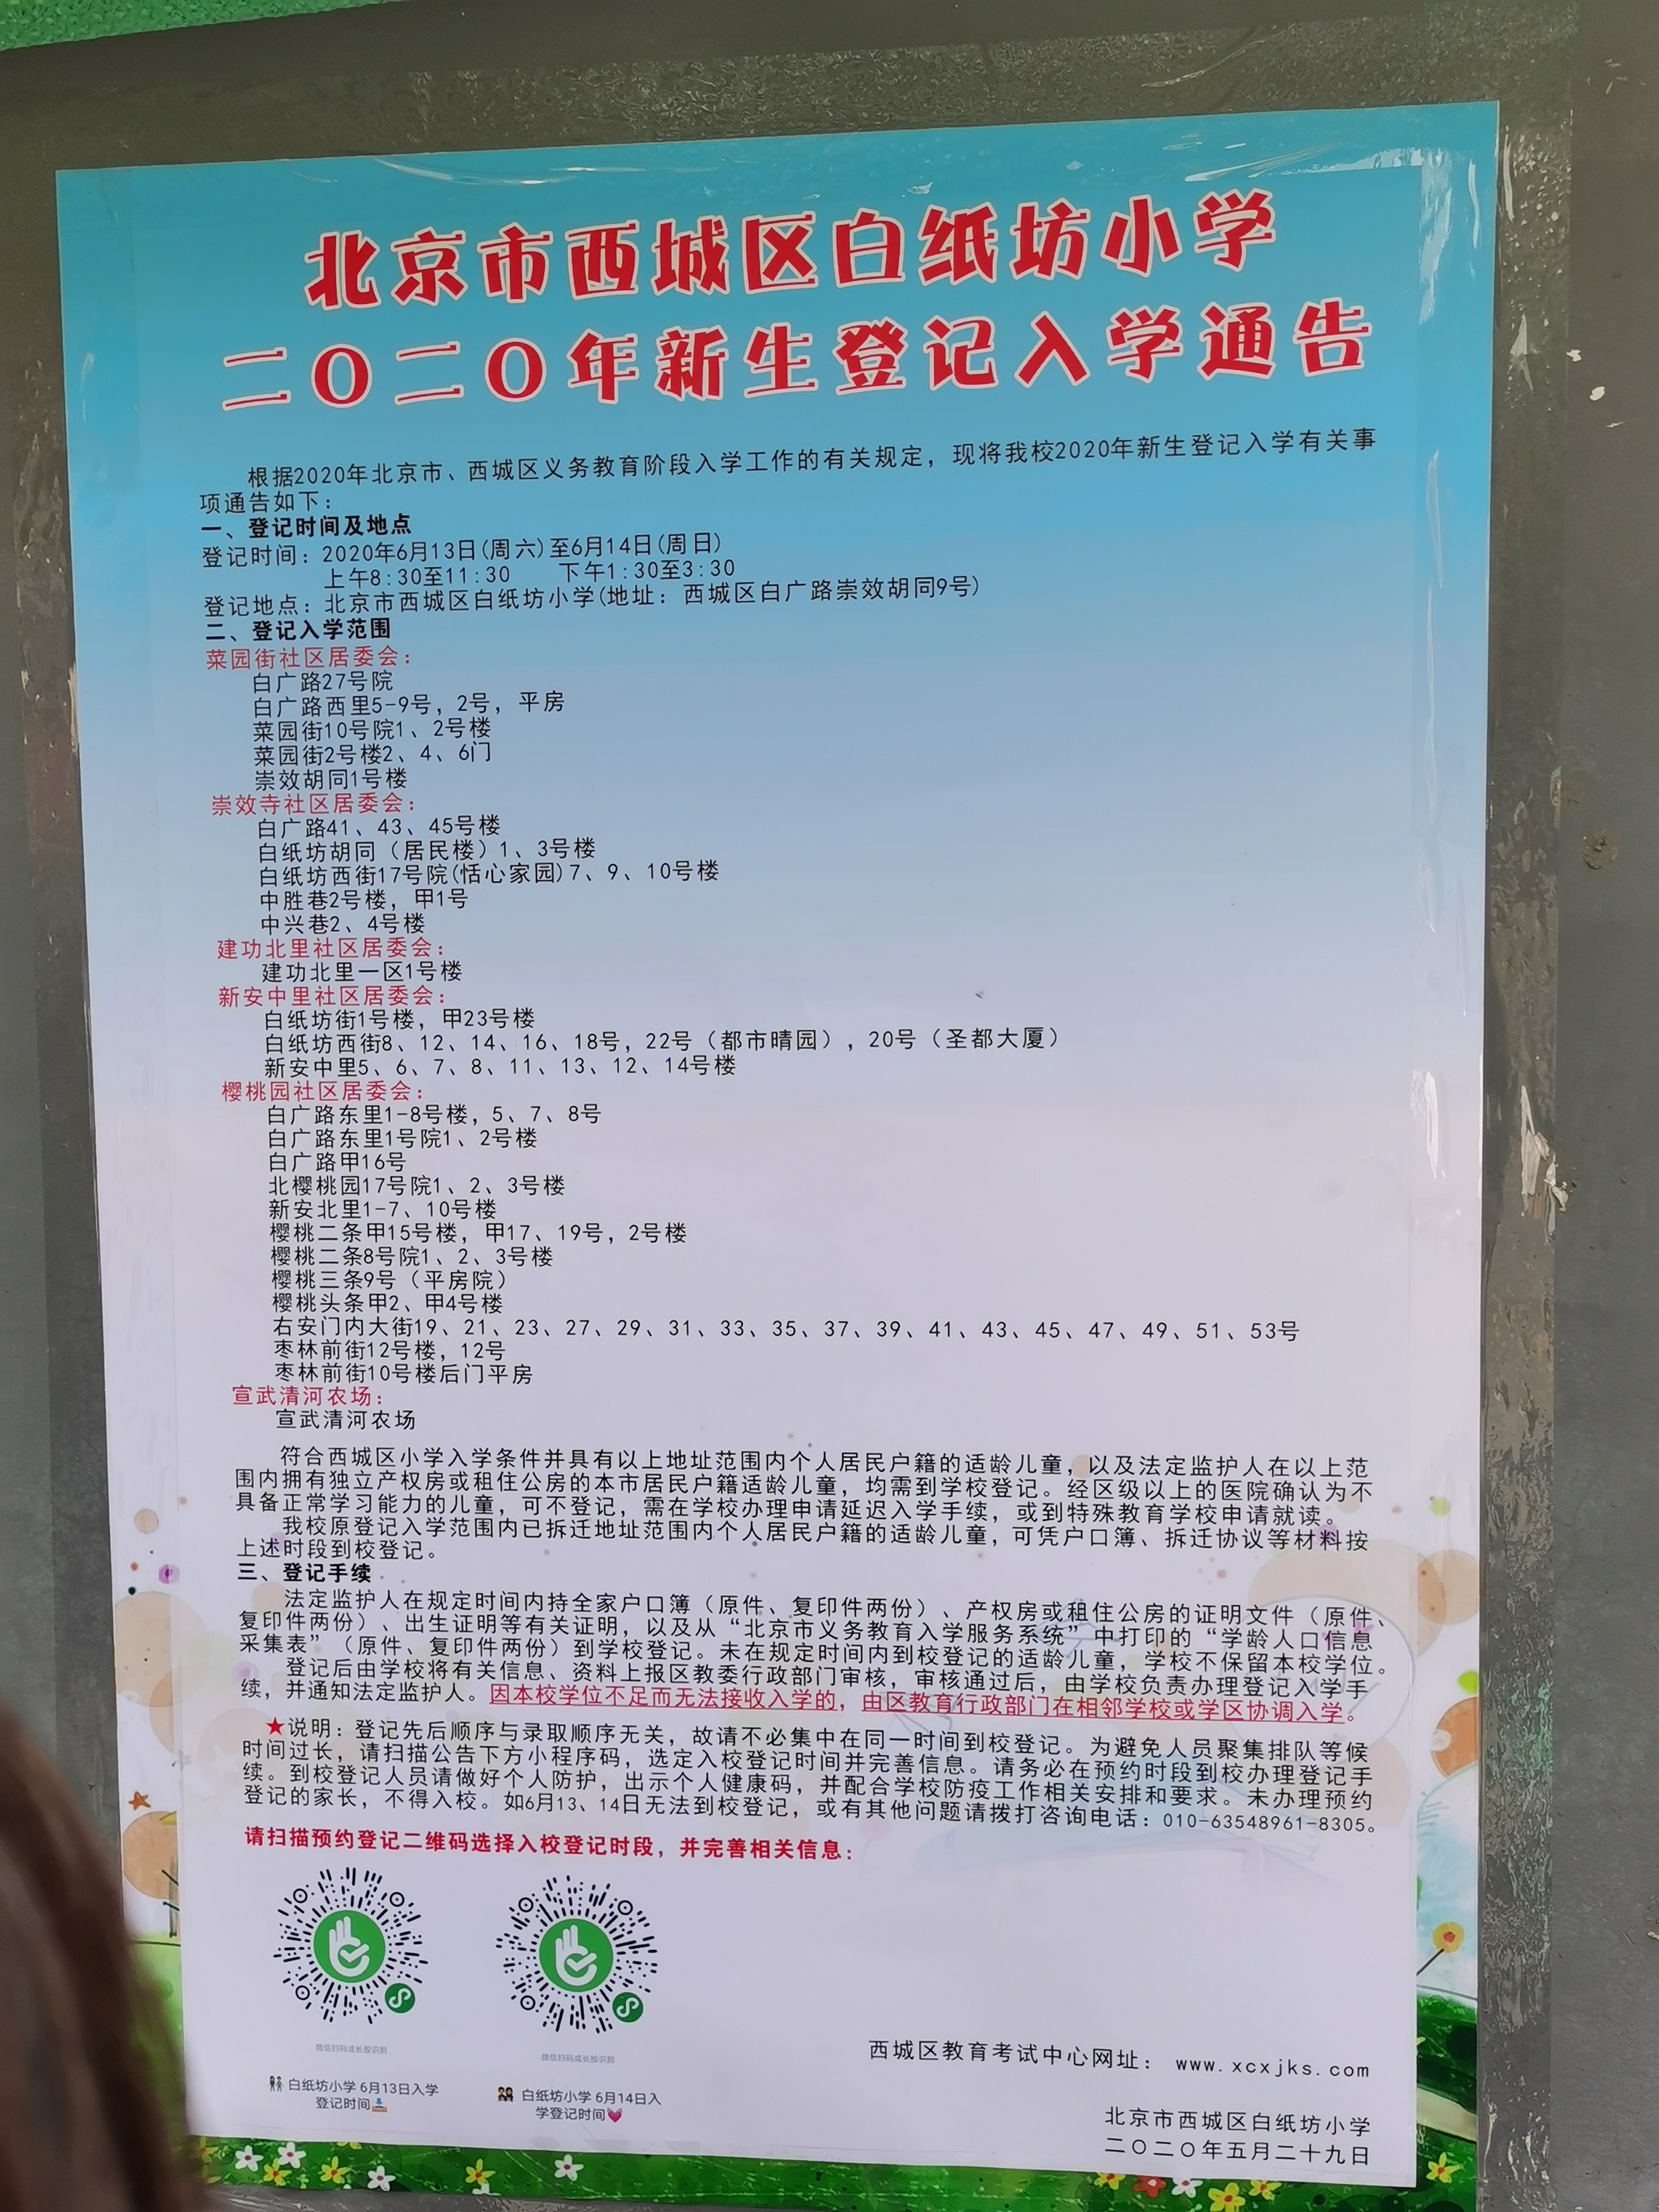 北京市西城区白纸坊小学
二〇二〇年新生登记入学通告
根据2020年北京市、西城区义务教育阶段入学工作的有关规定，现将我校2020年新生登记入学有关事
项通告如下：
一、登记时间及地点
登记时间：2020年6月13日(周六)至6月14日(周日)
上午8:30至11:30 下午1:30至3:30
登记地点：北京市西城区白纸坊小学(地址：西城区白广路崇效胡同9号)
二、登记入学范围
菜园街社区居委会：
白广路27号院
白广路西里5-9号，2号，平房
菜园街10号院1、2号楼
菜园街2号楼2、4、6门
崇效胡同1号楼
崇效寺社区居委会：
白广路41、43、45号楼
白纸坊胡同（居民楼）1、3号楼
白纸坊西街17号院(恬心家园)7、9、10号楼
中胜巷2号楼，甲1号
中兴巷2、4号楼
建功北里社区居委会：
建功北里一区1号楼
新安中里社区居委会：
白纸坊街1号楼，甲23号楼
白纸坊西街8、12、14、16、18号，22号（都市晴园），20号（圣都大厦）
新安中里5、6、7、8、11、13、12、14号楼
樱桃园社区居委会：
白广路东里1-8号楼，5、7、8号
白广路东里1号院1、2号楼
白广路甲16号
北樱桃园17号院1、2、3号楼
新安北里1-7、10号楼
樱桃二条甲15号楼，甲17、19号，2号楼
樱桃二条8号院1、2、3号楼
樱桃三条9号（平房院）
樱桃头条甲2、甲4号楼
右安门内大街19、21、23、27、29、31、33、35、37、39、41、43、45、47、49、51、53号
枣林前街12号楼，12号
枣林前街10号楼后门平房
宣武清河农场：
宣武清河农场
符合西城区小学入学条件并具有以上地址范围内个人居民户籍的适龄儿童，以及法定监护人在以上范
围内拥有独立产权房或租住公房的本市居民户籍适龄儿童，均需到学校登记。经区级以上的医院确认为不
具备正常学习能力的儿童，可不登记，需在学校办理申请延迟入学手续，或到特殊教育学校申请就读。
我校原登记入学范围内已拆迁地址范围内个人居民户籍的适龄儿童，可凭户口簿、拆迁协议等材料按
上述时段到校登记。
三、登记手续
法定监护人在规定时间内持全家户口簿（原件、复印件两份）、产权房或租住公房的证明文件（原件、
复印件两份）、出生证明等有关证明，以及从“北京市义务教育入学服务系统”中打印的“学龄人口信息
采集表”（原件、复印件两份）到学校登记。未在规定时间内到校登记的适龄儿童，学校不保留本校学位。
登记后由学校将有关信息、资料上报区教委行政部门审核，审核通过后，由学校负责办理登记入学手
续，并通知法定监护人。因本校学位不足而无法接收入学的，由区教育行政部门在相邻学校或学区协调入学。
★说明：登记先后顺序与录取顺序无关，故请不必集中在同一时间到校登记。为避免人员聚集排队等候
时间过长，请扫描公告下方小程序码，选定入校登记时间并完善信息。请务必在预约时段到校办理登记手
续。到校登记人员请做好个人防护，出示个人健康码，并配合学校防疫工作相关安排和要求。未办理预约
登记的家长，不得入校。如6月13、14日无法到校登记，或有其他问题请拨打咨询电话：010-63548961-8305。
请扫描预约登记二维码选择入校登记时段，并完善相关信息：
微信扫码或长按识别
微信扫码或长按识别
白纸坊小学 6月13日入学
登记时间
白纸坊小学 6月14日入
学登记时间
西城区教育考试中心网址： www.xcxjks.com
北京市西城区白纸坊小学
二〇二〇年五月二十九日